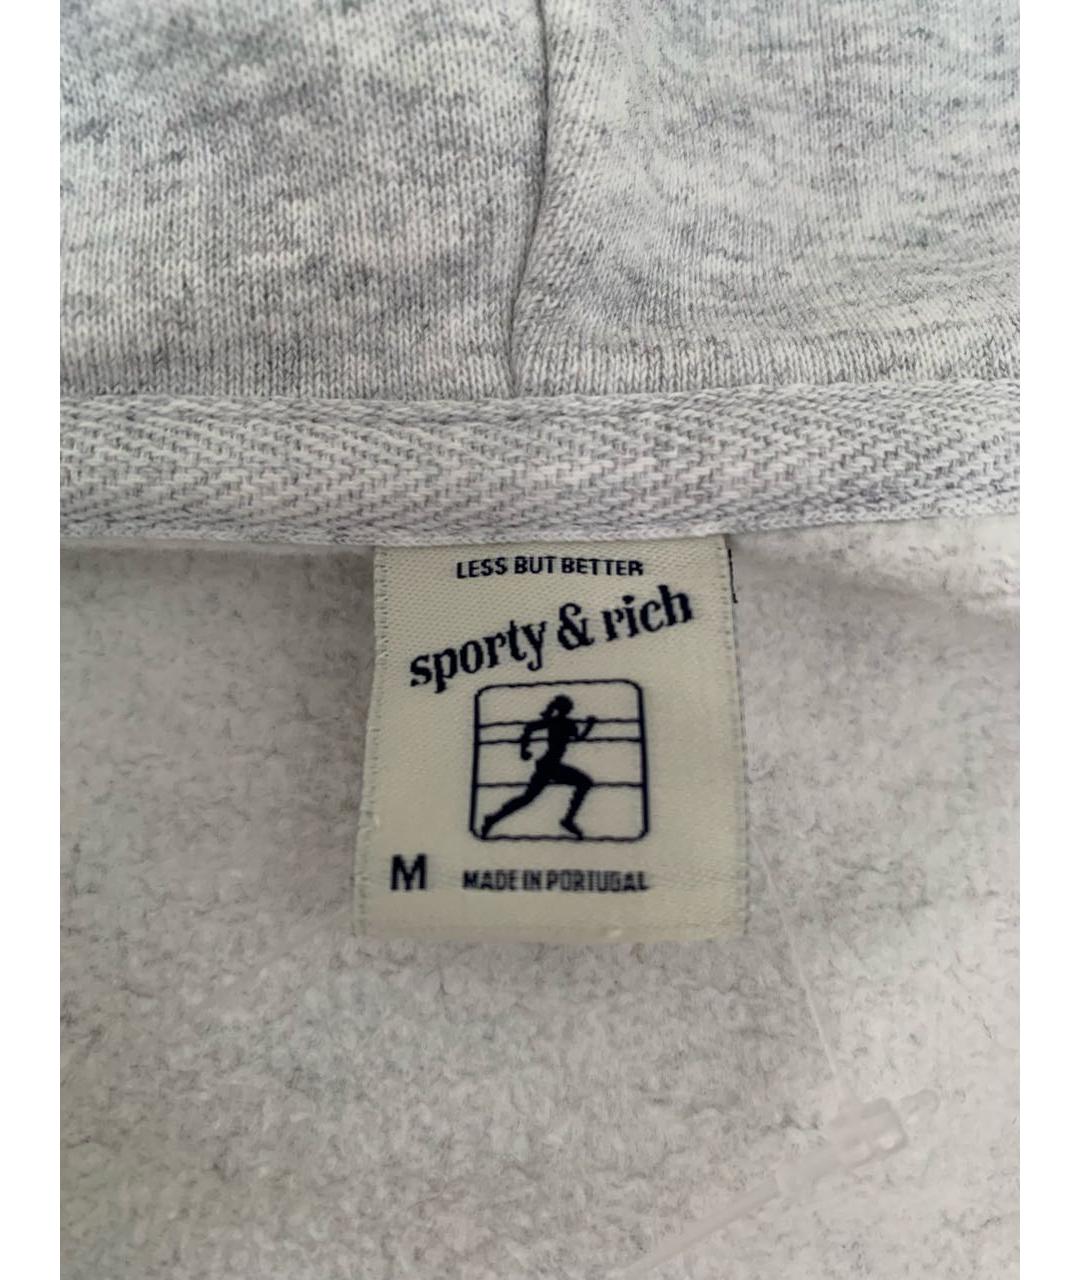 LESS BUT BETTER
sporty & rich
M MADE IN PORTUGAL